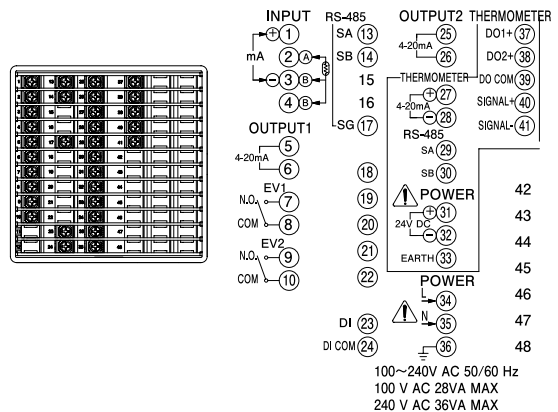 INPUT
RS-485
OUTPUT2
THERMOMETER
+ 1
SA 13
25
DO1+ 37
mA
2 A
SB 14
4-20mA
26
DO2+ 38
- 3 B
15
THERMOMETER
DO COM 39
4 B
16
+ 27
4-20mA
SIGNAL+ 40
OUTPUT1
SG 17
- 28
SIGNAL- 41
5
RS-485
4-20mA
SA 29
6
18
SB 30
EV1
N.O. 7
19
POWER
42
COM 8
20
+ 31
24V DC
43
EV2
- 32
44
N.O. 9
21
EARTH 33
45
COM 10
22
POWER
L 34
46
DI 23
N 35
47
DI COM 24
36
48
100～240V AC 50/60 Hz
100 V AC 28VA MAX
240 V AC 36VA MAX